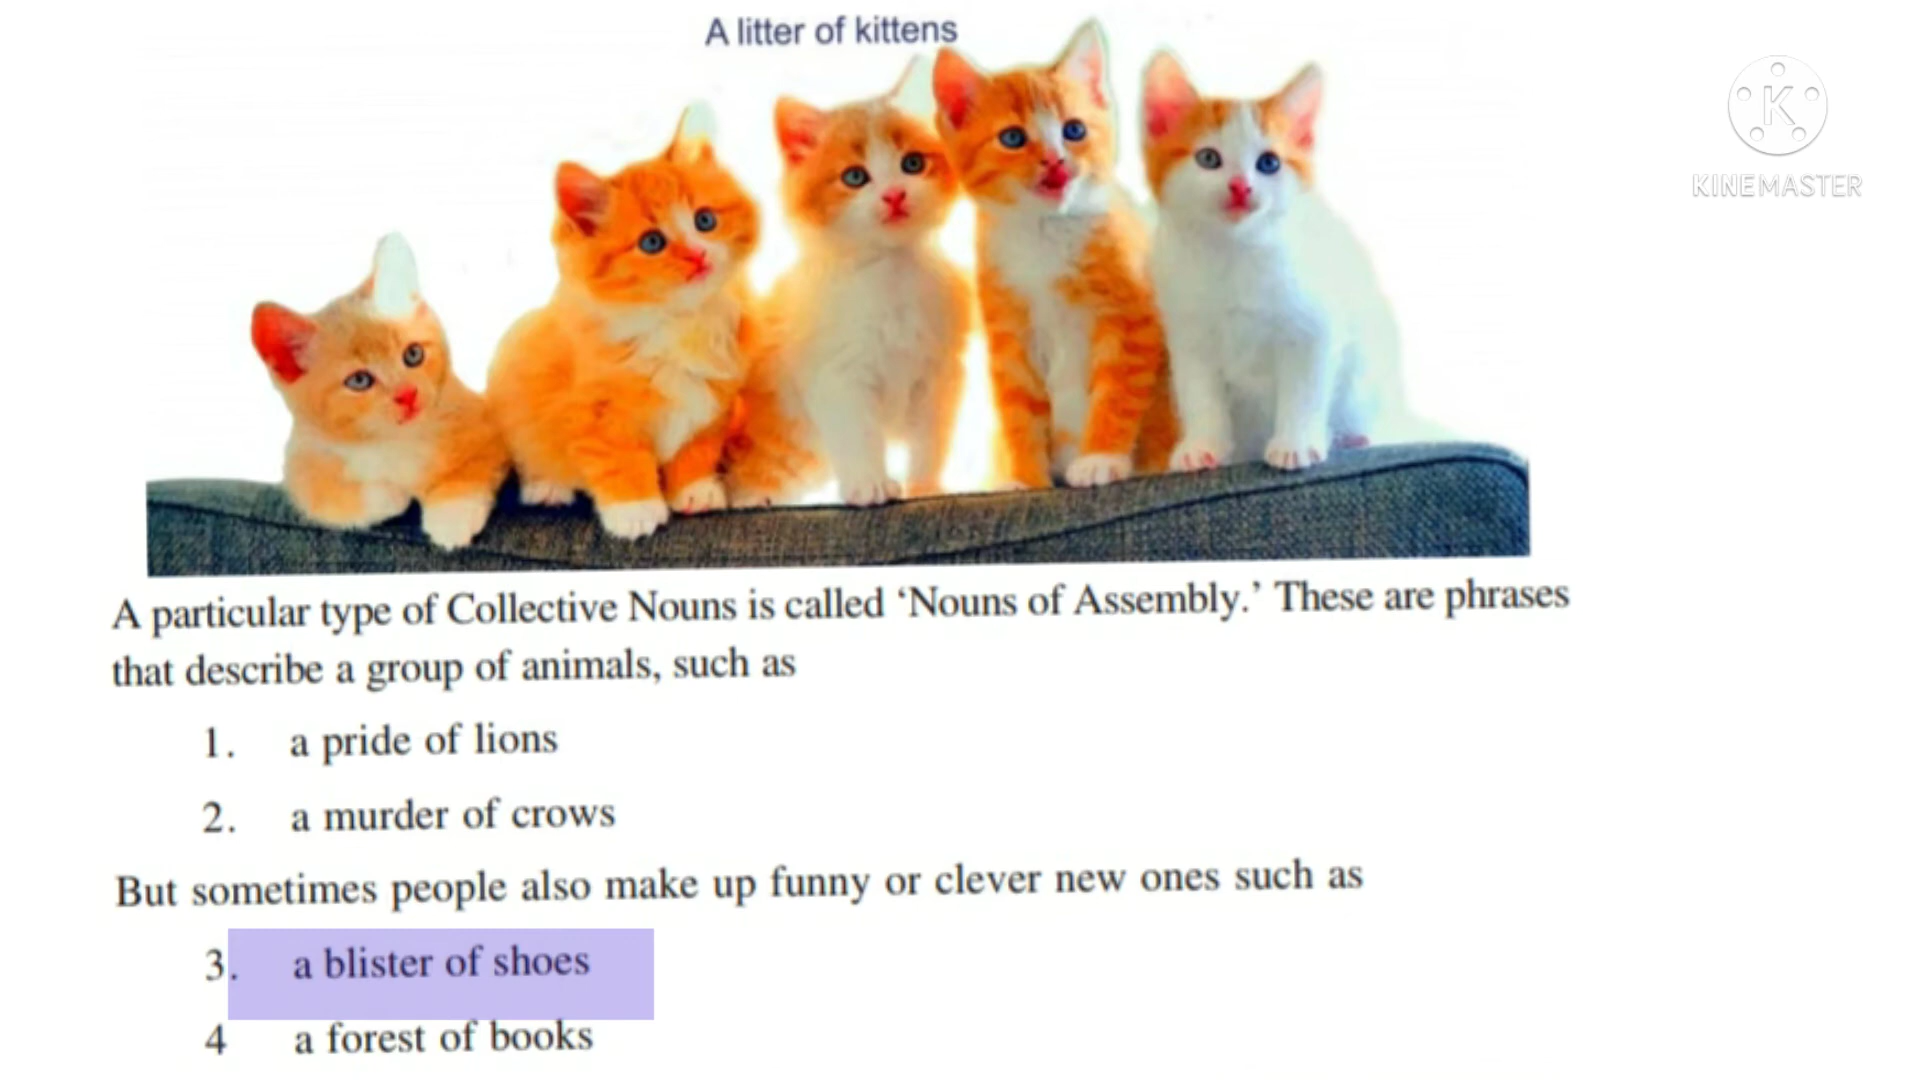 A litter of kittens
K
KINEMASTER
A particular type of Collective Nouns is called ‘Nouns of Assembly.’ These are phrases
that describe a group of animals, such as
1. a pride of lions
2. a murder of crows
But sometimes people also make up funny or clever new ones such as
3. a blister of shoes
4 a forest of books